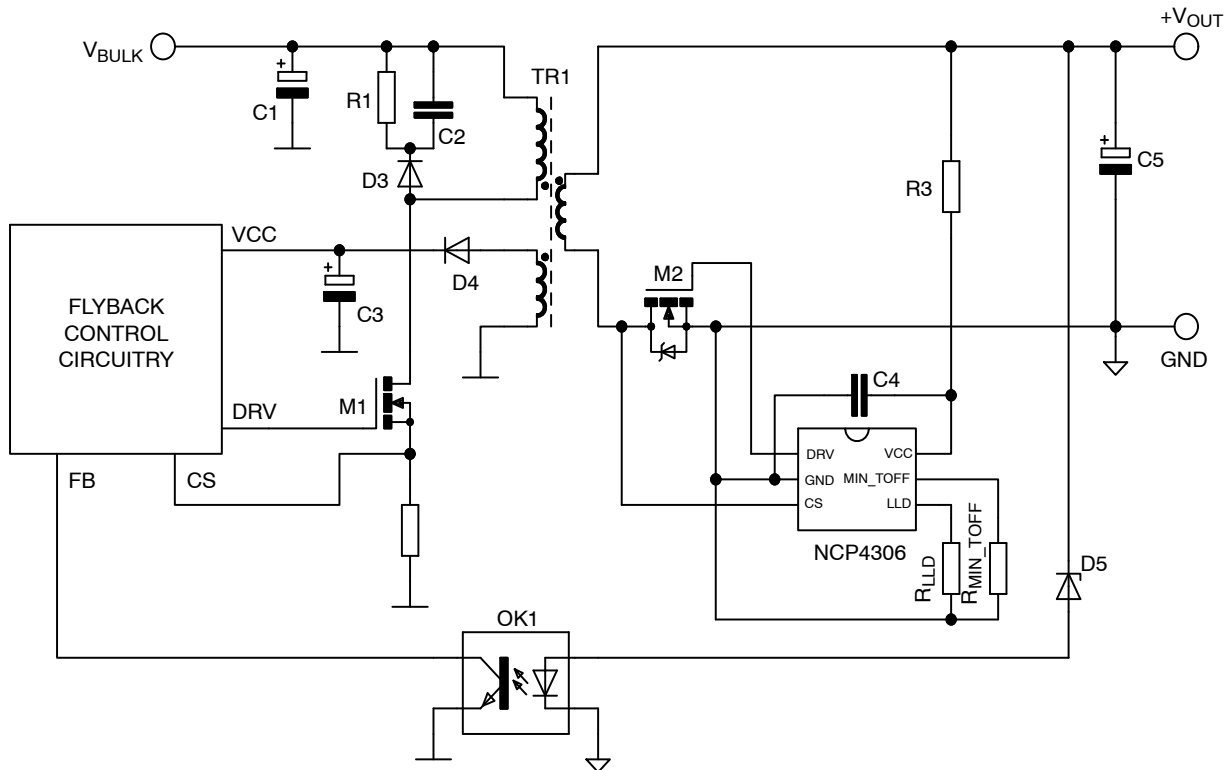 +VOUT
VBULK
TR1
C1
R1
C2
D3
R3
C5
VCC
D4
M2
FLYBACK
CONTROL
CIRCUITRY
C3
GND
C4
M1
DRV
DRV
VCC
GND
MIN_TOFF
CS
LLD
FB
CS
NCP4306
RLLD
RMIN_TOFF
D5
OK1